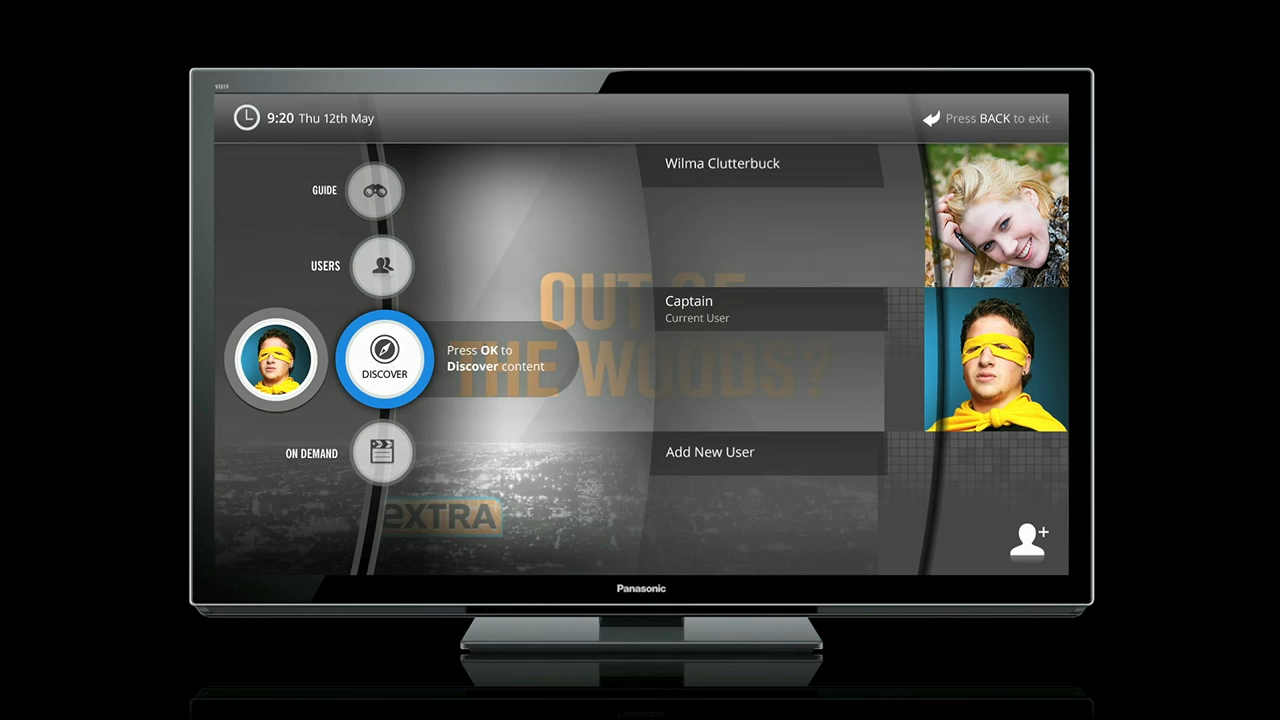 VIERA
9:20 Thu 12th May
Press BACK to exit
GUIDE
USERS
DISCOVER
ON DEMAND
Press OK to
Discover content
OUT OF
THE WOODS?
eXTRA
Wilma Clutterbuck
Captain
Current User
Add New User
Panasonic